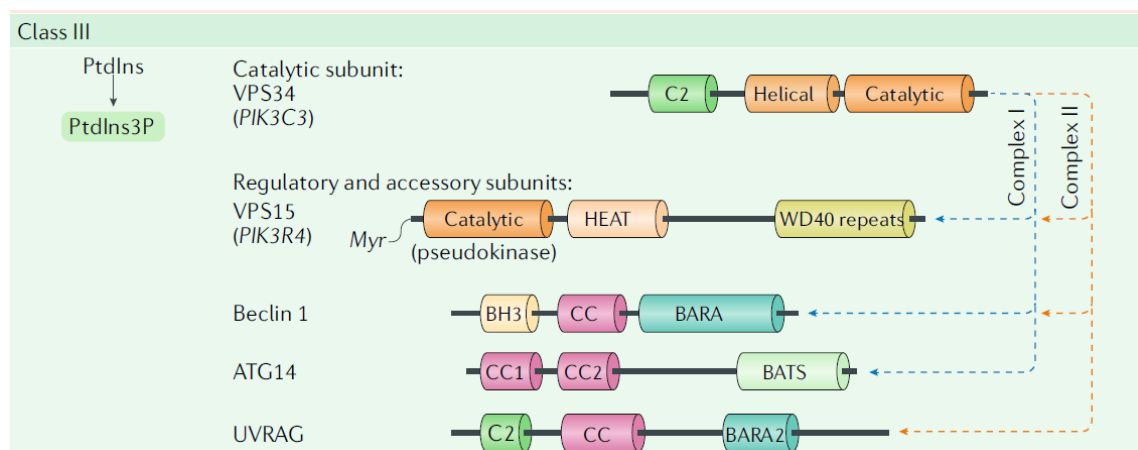 Class III
PtdIns
PtdIns3P
Catalytic subunit:
VPS34
(PIK3C3)
C2 Helical Catalytic
Complex I
Complex II
Regulatory and accessory subunits:
VPS15
(PIK3R4)
Myr
Catalytic HEAT WD40 repeats
(pseudokinase)
Beclin 1 BH3 CC BARA
ATG14 CC1 CC2 BATS
UVRAG C2 CC BARA2